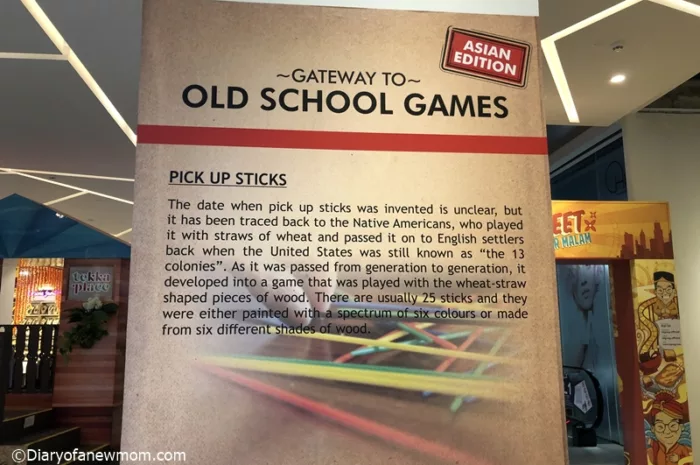 ASIAN
EDITION
~GATEWAY TO~
OLD SCHOOL GAMES
PICK UP STICKS
The date when pick up sticks was invented is unclear, but
it has been traced back to the Native Americans, who played
it with straws of wheat and passed it on to English settlers
back when the United States was still known as “the 13
colonies”. As it was passed from generation to generation, it
developed into a game that was played with the wheat-straw
shaped pieces of wood. There are usually 25 sticks and they
were either painted with a spectrum of six colours or made
from six different shades of wood.
tekka
place
EET
MALAM
©Diaryofanewmom.com